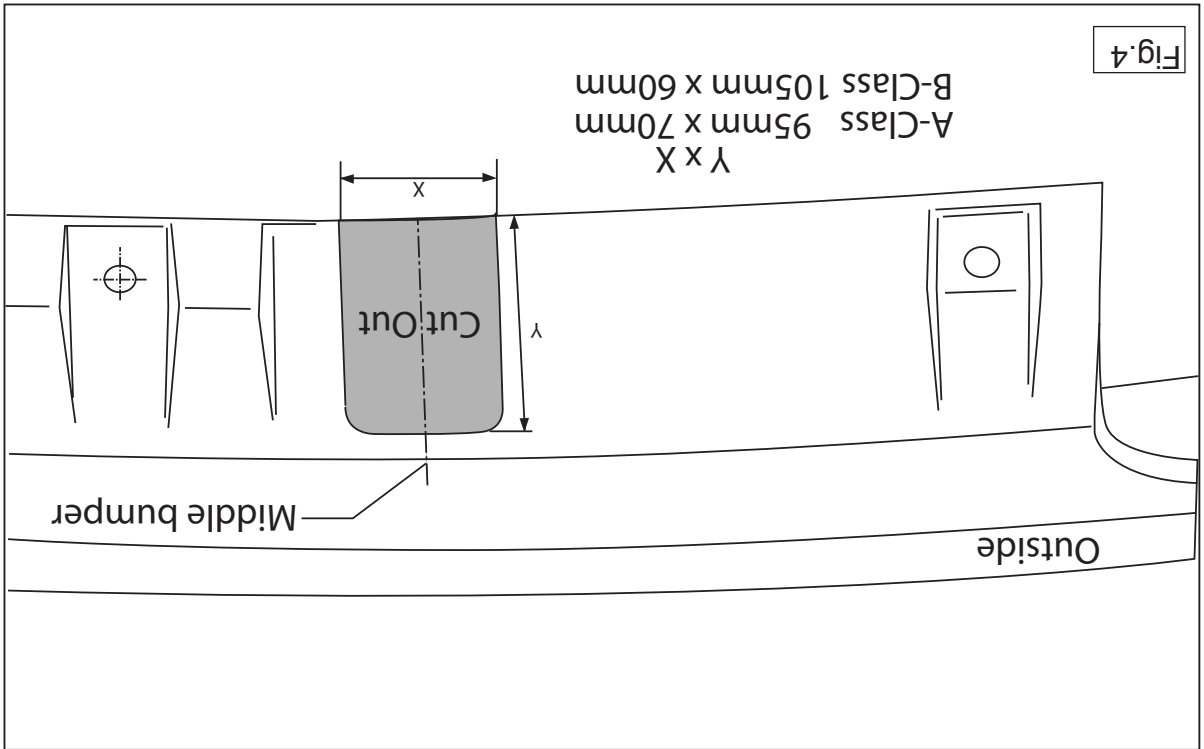 Outside
Middle bumper
Y
Cut Out
X
Y x X
A-Class 95mm x 70mm
B-Class 105mm x 60mm
Fig.4